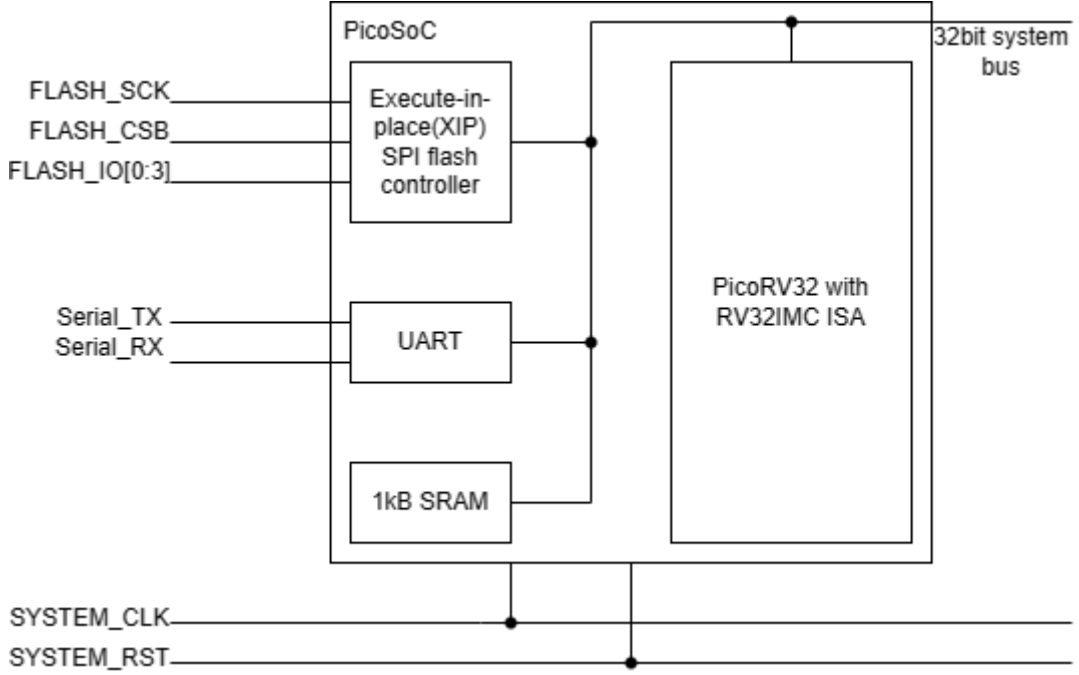 PicoSoC
32bit system
bus
FLASH_SCK
FLASH_CSB
FLASH_IO[0:3]
Execute-in-
place(XIP)
SPI flash
controller
PicoRV32 with
RV32IMC ISA
Serial_TX
Serial_RX
UART
1kB SRAM
SYSTEM_CLK
SYSTEM_RST